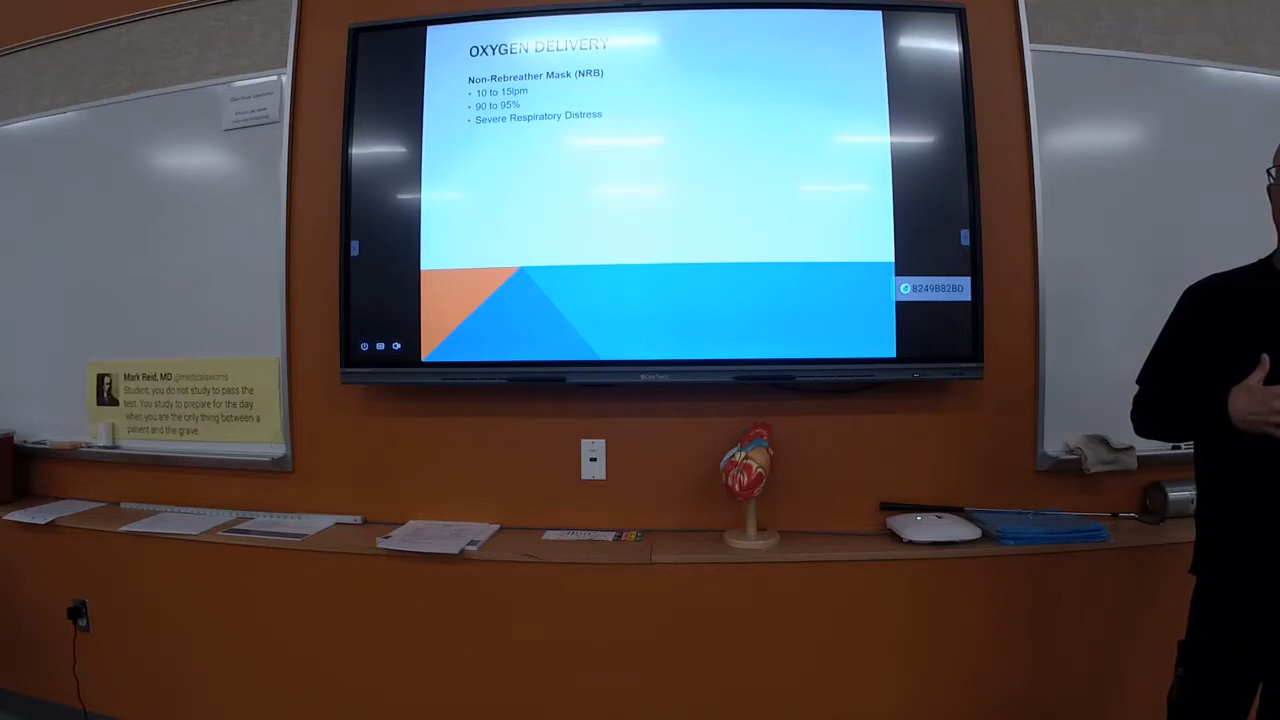 OXYGEN DELIVERY
Non-Rebreather Mask (NRB)
• 10 to 15lpm
• 90 to 95%
• Severe Respiratory Distress
8249B82BD
Mark Reid, MD @medicalaxioms
Student, you do not study to pass the
test. You study to prepare for the day
when you are the only thing between a
patient and the grave.